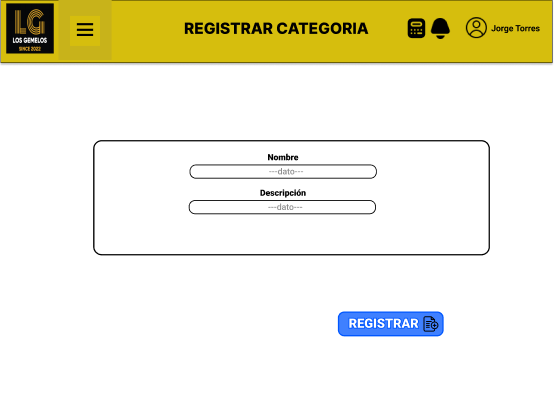 LG
LOS GEMELOS
SINCE 2022
REGISTRAR CATEGORIA
Jorge Torres
Nombre
---dato---
Descripción
---dato---
REGISTRAR